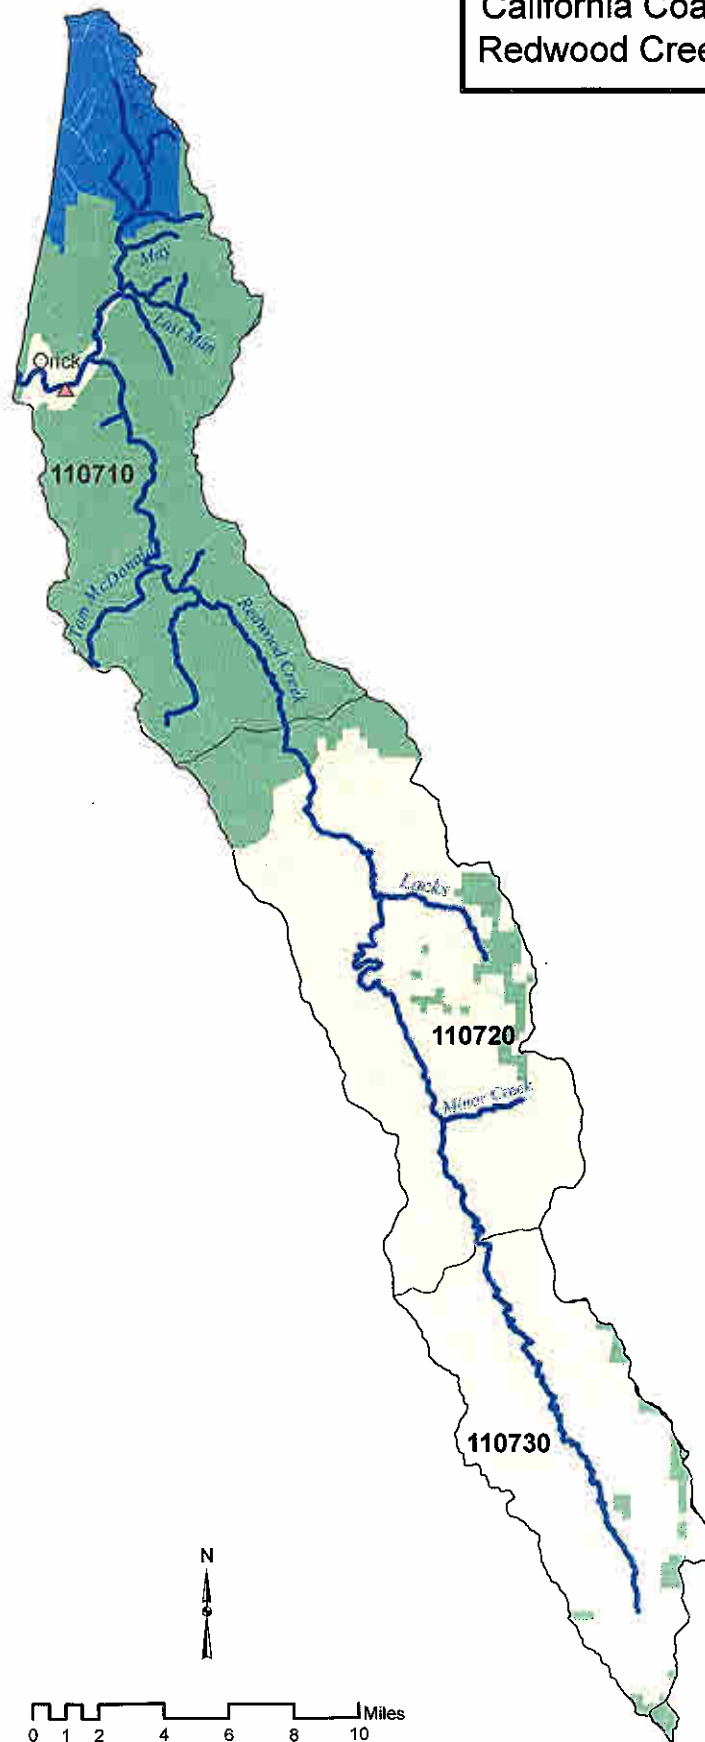 California Coa
Redwood Cree
May
Lost Man
Orick
110710
Tom McDonald
Redwood Creek
Lacks
110720
Minor Creek
110730
N
Miles
0 1 2 4 6 8 10